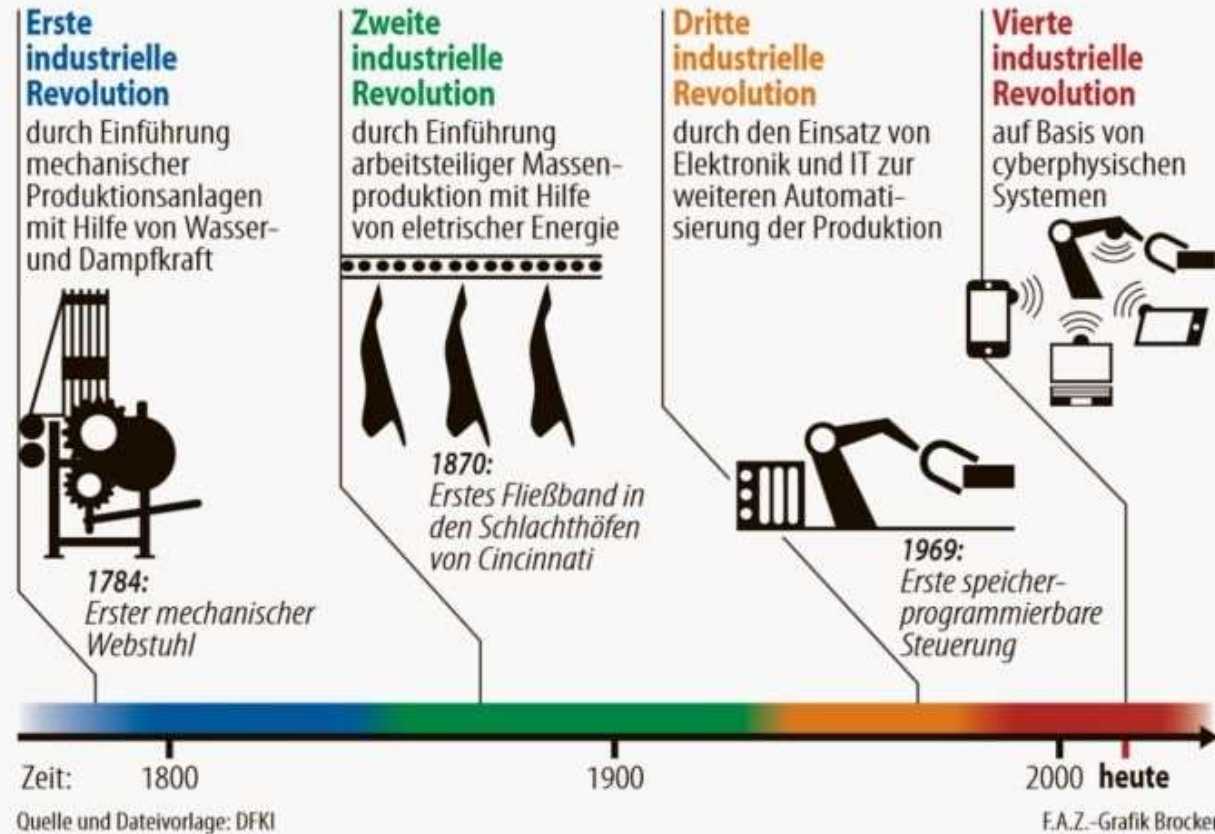 Erste
industrielle
Revolution
durch Einführung
mechanischer
Produktionsanlagen
mit Hilfe von Wasser-
und Dampfkraft
1784:
Erster mechanischer
Webstuhl
Zweite
industrielle
Revolution
durch Einführung
arbeitsteiliger Massen-
produktion mit Hilfe
von eletrischer Energie
1870:
Erstes Fließband in
den Schlachthöfen
von Cincinnati
Dritte
industrielle
Revolution
durch den Einsatz von
Elektronik und IT zur
weiteren Automati-
sierung der Produktion
1969:
Erste speicher-
programmierbare
Steuerung
Vierte
industrielle
Revolution
auf Basis von
cyberphysischen
Systemen
Zeit: 1800 1900 2000 heute
Quelle und Dateivorlage: DFKI F.A.Z.-Grafik Brocker